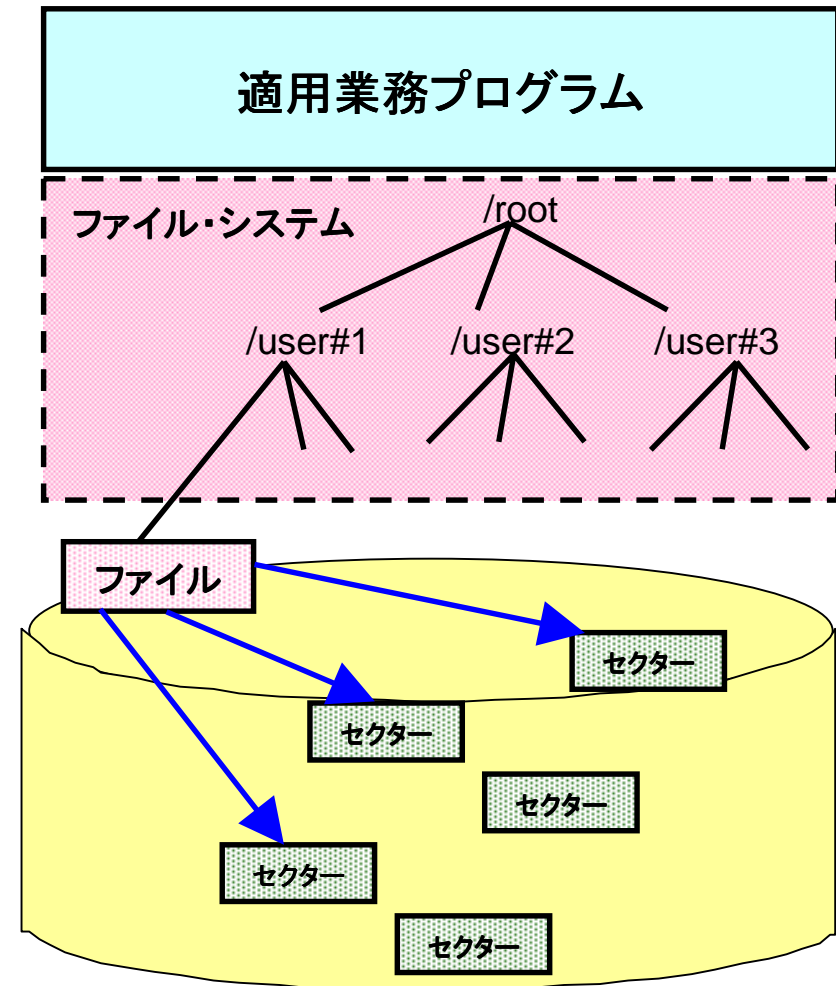 適用業務プログラム
ファイル・システム
/root
/user#1
/user#2
/user#3
ファイル
セクター
セクター
セクター
セクター
セクター